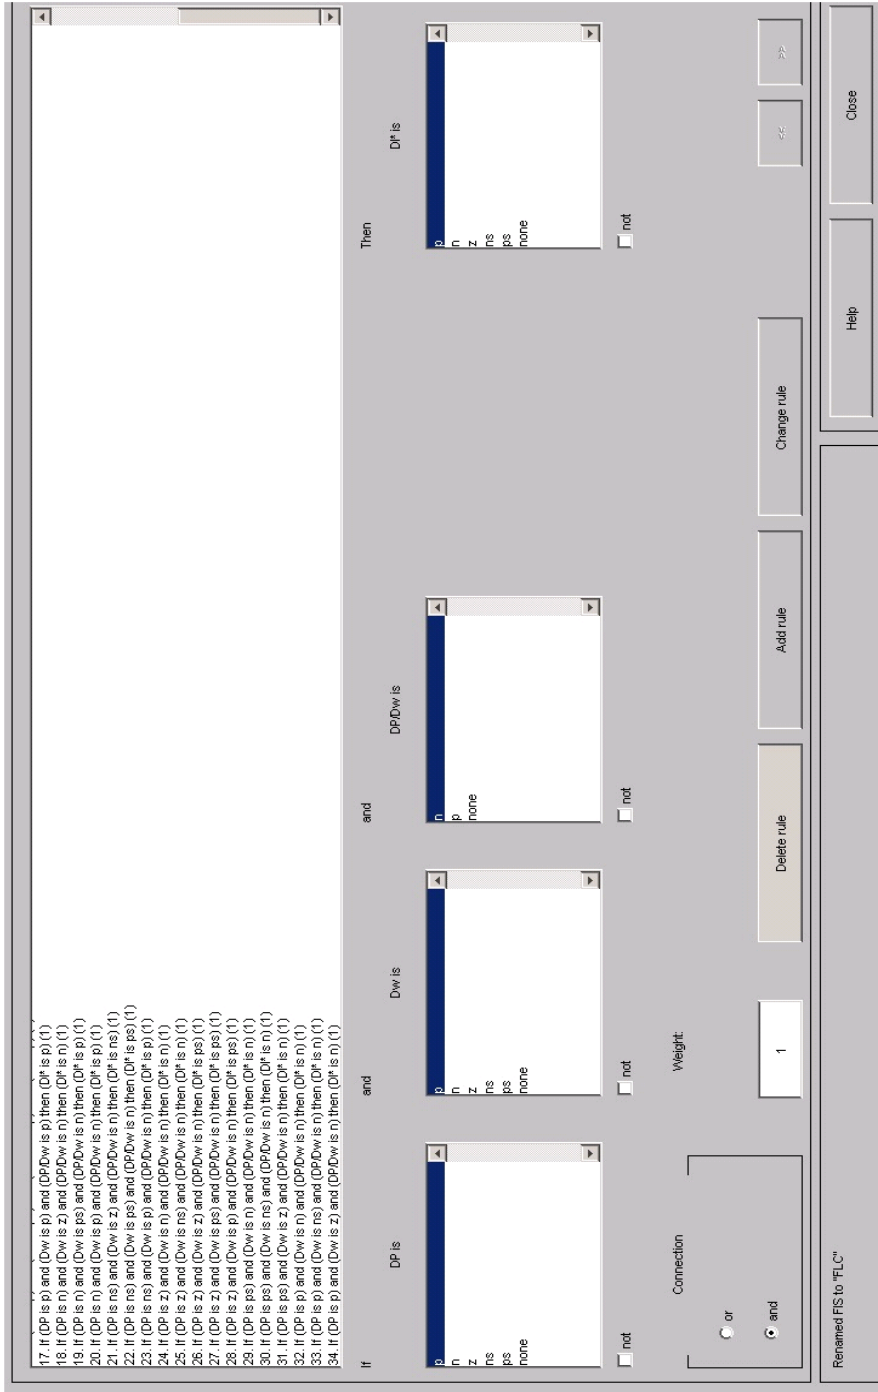 17. If (DP is p) and (Dw is p) and (DP/Dw is p) then (DI* is p) (1)
18. If (DP is n) and (Dw is z) and (DP/Dw is n) then (DI* is n) (1)
19. If (DP is n) and (Dw is ps) and (DP/Dw is n) then (DI* is p) (1)
20. If (DP is n) and (Dw is p) and (DP/Dw is n) then (DI* is p) (1)
21. If (DP is ns) and (Dw is z) and (DP/Dw is n) then (DI* is ns) (1)
22. If (DP is ns) and (Dw is ps) and (DP/Dw is n) then (DI* is ps) (1)
23. If (DP is ns) and (Dw is p) and (DP/Dw is n) then (DI* is p) (1)
24. If (DP is z) and (Dw is n) and (DP/Dw is n) then (DI* is n) (1)
25. If (DP is z) and (Dw is ns) and (DP/Dw is n) then (DI* is n) (1)
26. If (DP is z) and (Dw is z) and (DP/Dw is n) then (DI* is ps) (1)
27. If (DP is z) and (Dw is ps) and (DP/Dw is n) then (DI* is ps) (1)
28. If (DP is z) and (Dw is p) and (DP/Dw is n) then (DI* is ps) (1)
29. If (DP is ps) and (Dw is n) and (DP/Dw is n) then (DI* is n) (1)
30. If (DP is ps) and (Dw is ns) and (DP/Dw is n) then (DI* is n) (1)
31. If (DP is ps) and (Dw is z) and (DP/Dw is n) then (DI* is n) (1)
32. If (DP is p) and (Dw is n) and (DP/Dw is n) then (DI* is n) (1)
33. If (DP is p) and (Dw is ns) and (DP/Dw is n) then (DI* is n) (1)
34. If (DP is p) and (Dw is z) and (DP/Dw is n) then (DI* is n) (1)
If
and
and
Then
DP is
Dw is
DP/Dw is
DI* is
p
n
z
ns
ps
none
p
n
z
ns
ps
none
n
p
none
p
n
z
ns
ps
none
not
not
not
not
Connection
or
and
Weight:
1
Delete rule
Add rule
Change rule
<<
>>
Renamed FIS to "FLC"
Help
Close